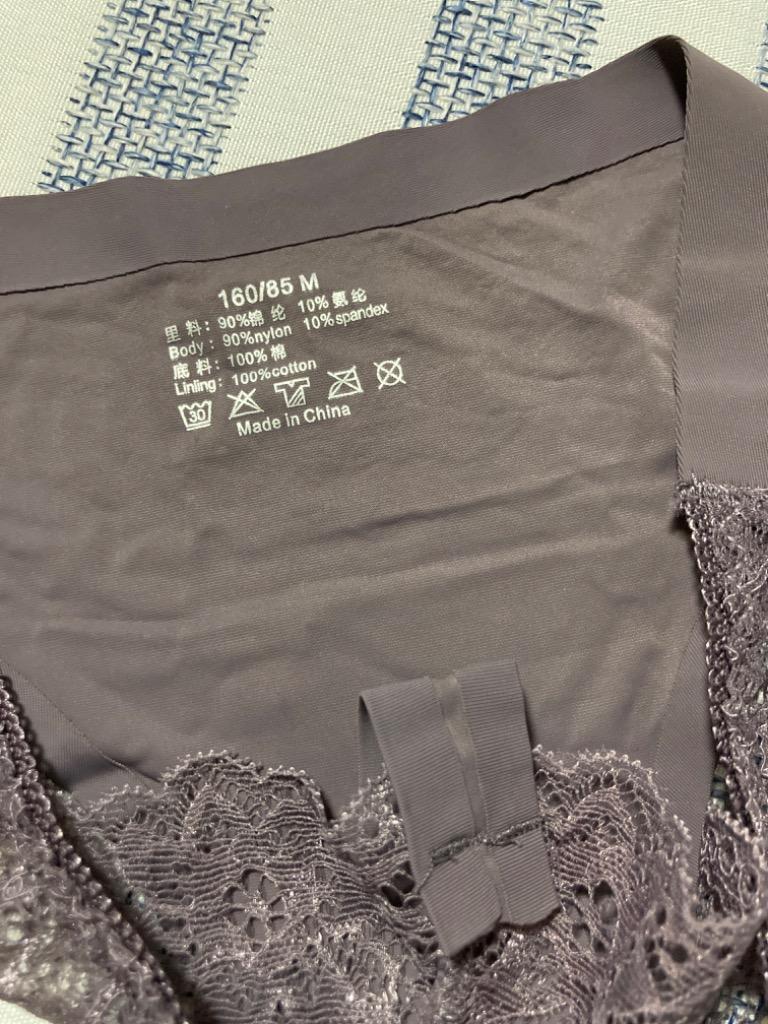 160/85 M
里料: 90%锦纶 10%氨纶
Body: 90%nylon 10%spandex
底料: 100%棉
Linling: 100%cotton
30
Made in China